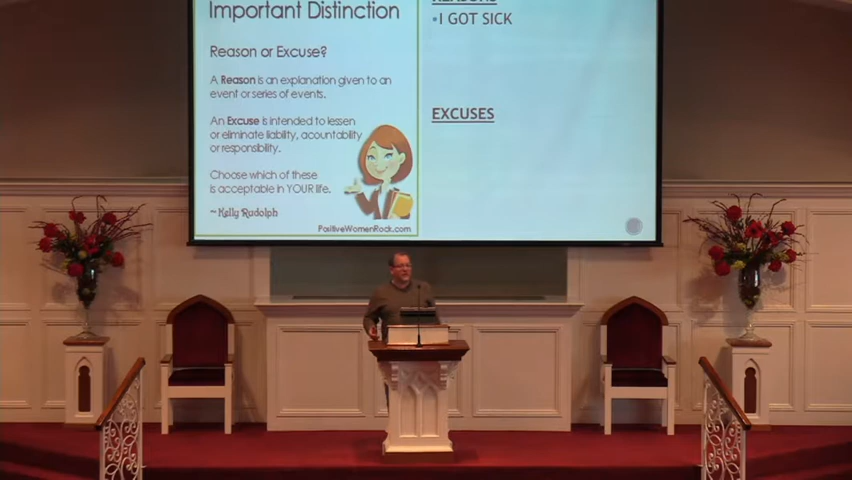 Important Distinction
Reason or Excuse?
A Reason is an explanation given to an
event or series of events.
An Excuse is intended to lessen
or eliminate liability, acountability
or responsibility.
Choose which of these
is acceptable in YOUR life.
~ Kelly Rudolph
PositiveWomenRock.com
REASONS
•I GOT SICK
EXCUSES